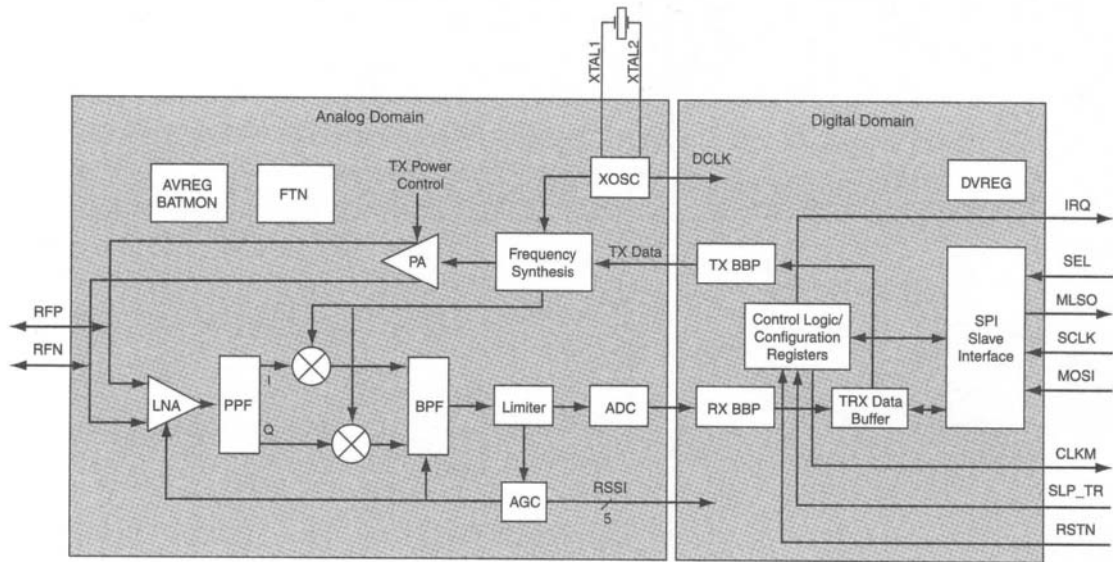 XTAL1
XTAL2
Analog Domain
Digital Domain
AVREG
BATMON
FTN
TX Power
Control
XOSC
DCLK
DVREG
IRQ
PA
Frequency
Synthesis
TX Data
TX BBP
SEL
RFP
MLSO
Control Logic/
Configuration
Registers
SPI
Slave
Interface
SCLK
RFN
MOSI
LNA
PPF
I
Q
BPF
Limiter
ADC
RX BBP
TRX Data
Buffer
CLKM
AGC
RSSI
5
SLP_TR
RSTN